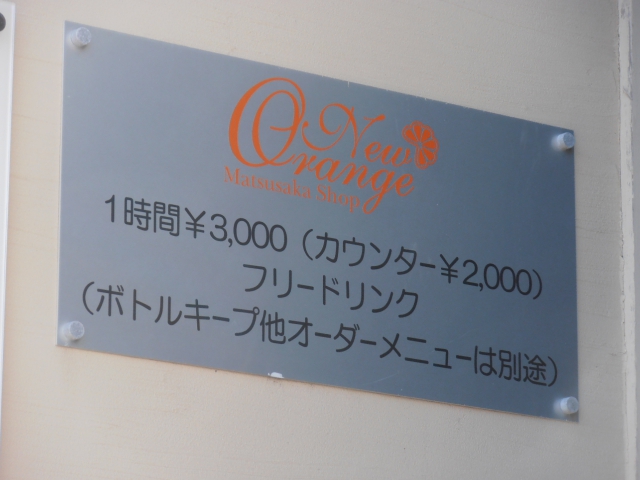 New
Orange
Matsusaka Shop
1時間¥3,000（カウンター¥2,000）
フリードリンク
（ボトルキープ他オーダーメニューは別途）